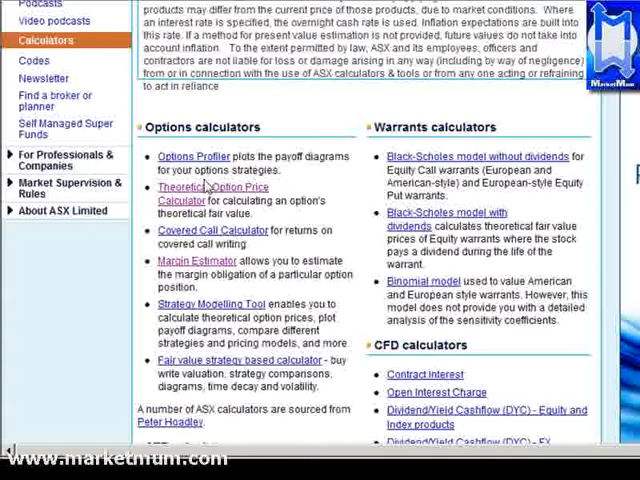 Podcasts
Video podcasts
Calculators
Codes
Newsletter
Find a broker or
planner
Self Managed Super
Funds
For Professionals &
Companies
Market Supervision &
Rules
About ASX Limited
products may differ from the current price of those products, due to market conditions. Where
an interest rate is specified, the overnight cash rate is used. Inflation expectations are built into
this rate. If a method for present value estimation is not provided, future values do not take into
account inflation. To the extent permitted by law, ASX and its employees, officers and
contractors are not liable for loss or damage arising in any way (including by way of negligence)
from or in connection with the use of ASX calculators & tools or from any one acting or refraining
to act in reliance
Options calculators
Options Profiler plots the payoff diagrams
for your options strategies.
Theoretical Option Price
Calculator for calculating an option's
theoretical fair value.
Covered Call Calculator for returns on
covered call writing
Margin Estimator allows you to estimate
the margin obligation of a particular option
position.
Strategy Modelling Tool enables you to
calculate theoretical option prices, plot
payoff diagrams, compare different
strategies and pricing models, and more.
Fair value strategy based calculator - buy
write valuation, strategy comparisons,
diagrams, time decay and volatility.
A number of ASX calculators are sourced from
Peter Hoadley.
Warrants calculators
Black-Scholes model without dividends for
Equity Call warrants (European and
American-style) and European-style Equity
Put warrants.
Black-Scholes model with
dividends calculates theoretical fair value
prices of Equity warrants where the stock
pays a dividend during the life of the
warrant.
Binomial model used to value American
and European style warrants. However, this
model does not provide you with a detailed
analysis of the sensitivity coefficients.
CFD calculators
Contract Interest
Open Interest Charge
Dividend/Yield Cashflow (DYC) - Equity and
Index products
Dividend/Yield Cashflow (DYC) - FX
MarketMum
www.marketmum.com